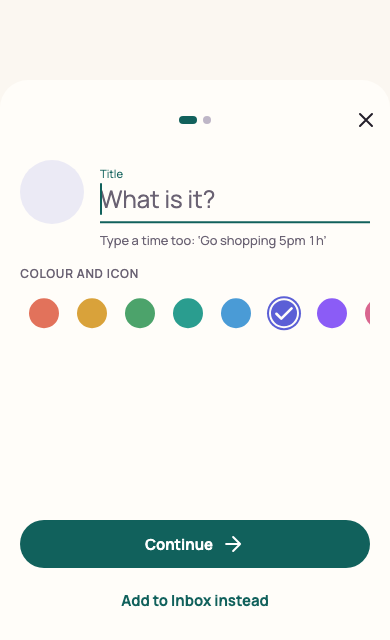 Title
What is it?
Type a time too: ‘Go shopping 5pm 1h’
COLOUR AND ICON
Continue
Add to Inbox instead